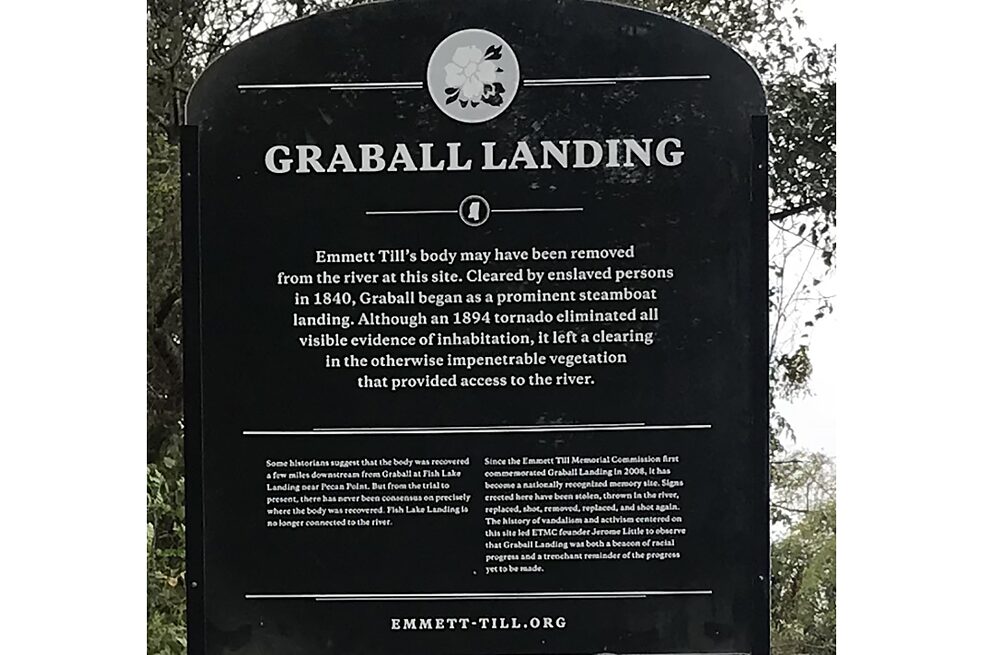 GRABALL LANDING
Emmett Till's body may have been removed
from the river at this site. Cleared by enslaved persons
in 1840, Graball began as a prominent steamboat
landing. Although an 1894 tornado eliminated all
visible evidence of inhabitation, it left a clearing
in the otherwise impenetrable vegetation
that provided access to the river.
Some historians suggest that the body was recovered
a few miles downstream from Graball at Fish Lake
Landing near Pecan Point. But from the trial to
present, there has never been consensus on precisely
where the body was recovered. Fish Lake Landing is
no longer connected to the river.
Since the Emmett Till Memorial Commission first
commemorated Graball Landing in 2008, it has
become a nationally recognized memory site. Signs
erected here have been stolen, thrown in the river,
replaced, shot, removed, replaced, and shot again.
The history of vandalism and activism centered on
this site led ETMC founder Jerome Little to observe
that Graball Landing was both a beacon of racial
progress and a trenchant reminder of the progress
yet to be made.
EMMETT-TILL.ORG